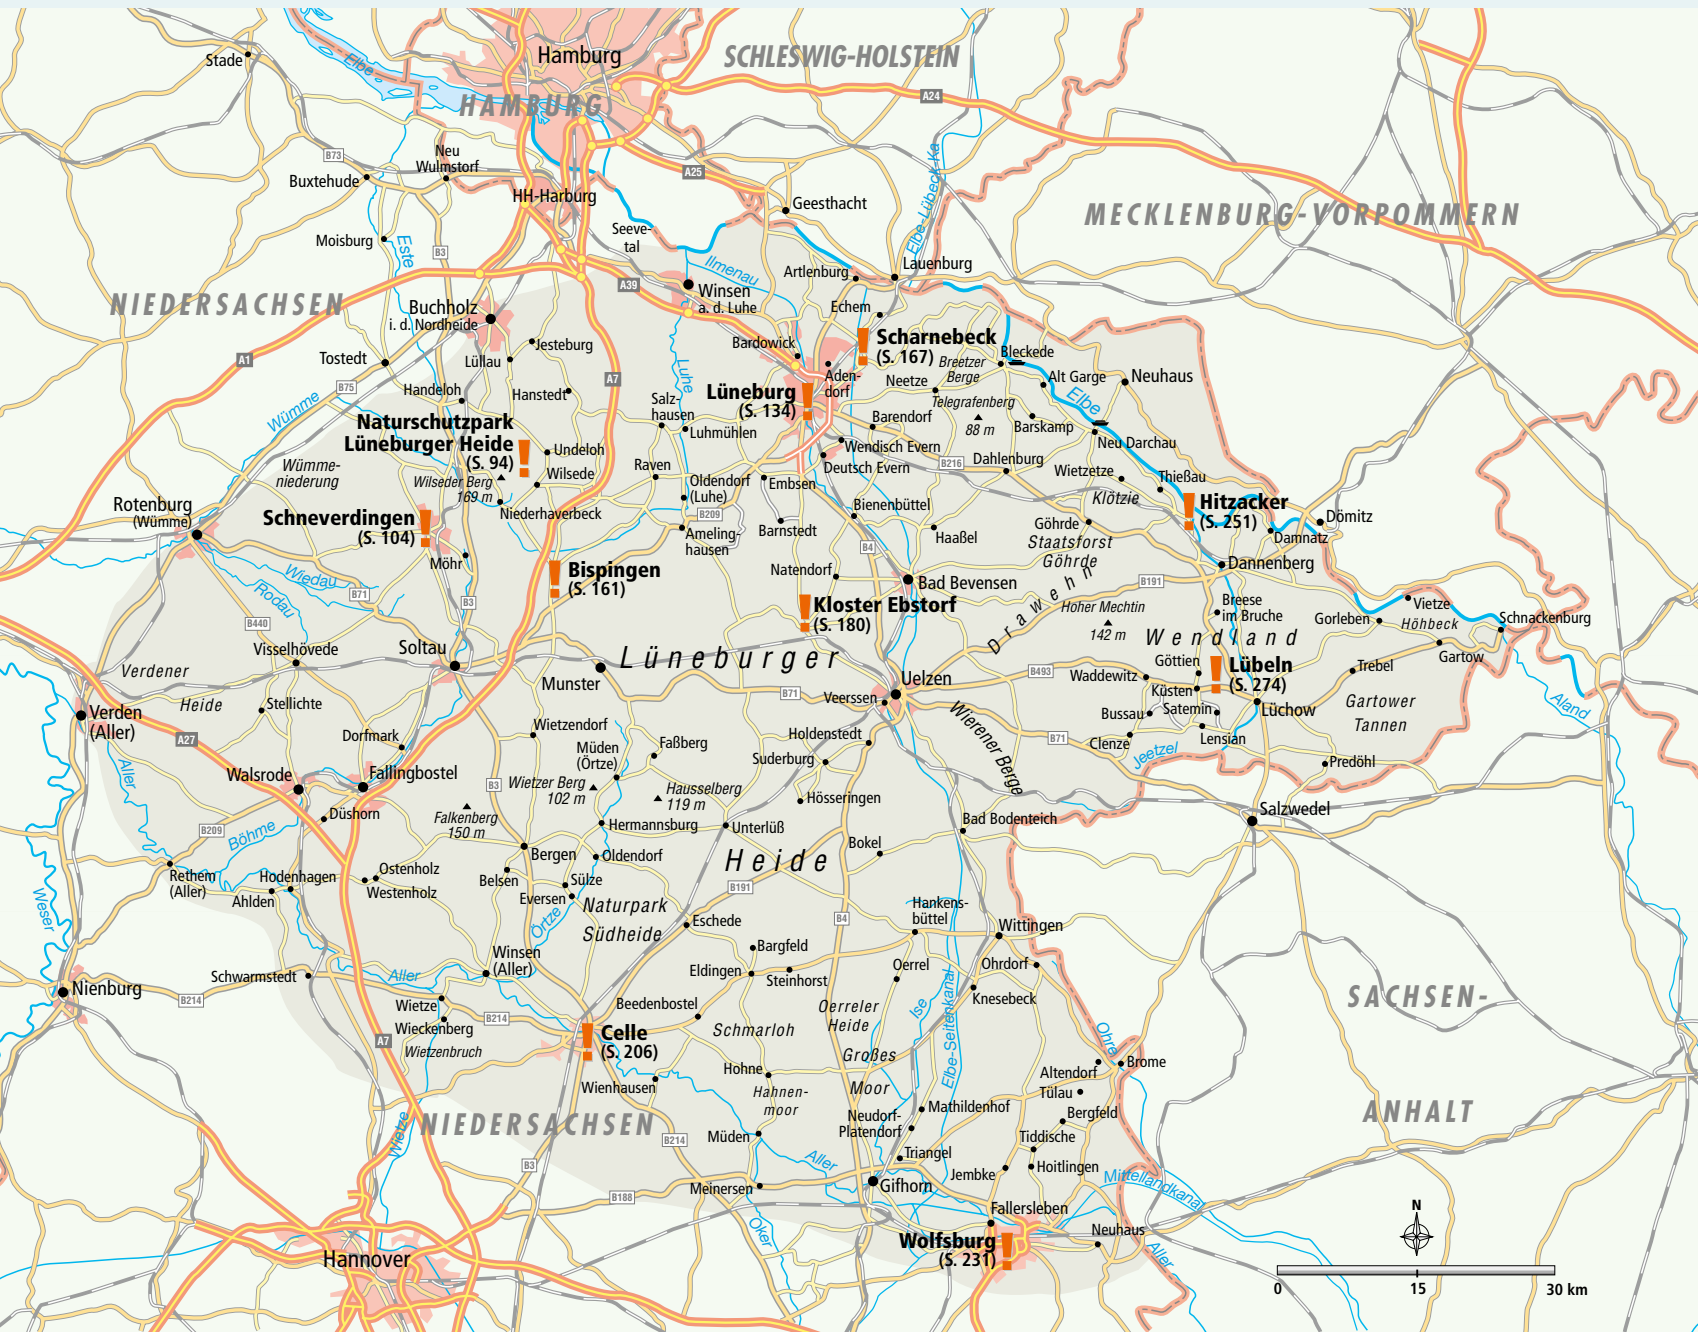 Stade
Hamburg
SCHLESWIG-HOLSTEIN
Elbe
HAMBURG
A24
B73
Neu
Wulmstorf
Buxtehude
A25
HH-Harburg
Geesthacht
Elbe-Lübeck-Ka
MECKLENBURG-VORPOMMERN
Moisburg
Este
B3
Seeve-
tal
Ilmenau
Artlenburg
Lauenburg
A39
Winsen
a. d. Luhe
NIEDERSACHSEN
Buchholz
i. d. Nordheide
Echem
Jesteburg
Bardowick
Scharnebeck
(S. 167)
Breetzer
Berge
Bleckede
A1
Tostedt
Lüllau
B75
Handeloh
Hanstedt
A7
Luhe
Aden-
dorf
Neetze
Alt Garge
Neuhaus
Wümme
Salz-
hausen
Lüneburg
(S. 134)
Telegrafenberg
88 m
Elbe
Naturschutzpark
Lüneburger Heide
(S. 94)
Luhmühlen
Barendorf
Barskamp
Neu Darchau
Undeloh
Wendisch Evern
Wümme-
niederung
Wilseder Berg
169 m
Wilsede
Raven
Deutsch Evern
B216
Dahlenburg
Wietzetze
Thießau
Oldendorf
(Luhe)
Embsen
Klötzie
Hitzacker
(S. 251)
Rotenburg
(Wümme)
Schneverdingen
(S. 104)
Niederhaverbeck
B209
Bienenbüttel
Dömitz
Ameling-
hausen
Barnstedt
Haaßel
Göhrde
Staatsforst
Göhrde
Damnatz
B4
Möhr
Wiedau
Rodau
B71
Bispingen
(S. 161)
Natendorf
Bad Bevensen
Dannenberg
B191
Drawehn
B3
Kloster Ebstorf
(S. 180)
Hoher Mechtin
142 m
Breese
im Bruche
Vietze
Gorleben
Höhbeck
Schnackenburg
B440
Wendland
Visselhövede
Soltau
Lüneburger
Gartow
Verdener
Heide
Munster
Göttien
Lübeln
(S. 274)
Trebel
B493
Waddewitz
Uelzen
Küsten
B71
Veerssen
Gartower
Tannen
Aland
Stellichte
Verden
(Aller)
Bussau
Satemin
Lüchow
Wierener Berge
Wietzendorf
A27
Dorfmark
Müden
(Örtze)
Faßberg
Holdenstedt
B71
Clenze
Lensian
Jeetzel
Suderburg
Predöhl
Aller
Walsrode
Fallingbostel
B3
Wietzer Berg
102 m
Hausselberg
119 m
Hösseringen
Düshorn
Falkenberg
150 m
Salzwedel
B209
Böhme
Hermannsburg
Unterlüß
Bad Bodenteich
Bokel
Bergen
Oldendorf
Heide
Rethem
(Aller)
Hodenhagen
Ostenholz
Westenholz
Belsen
Sülze
Ahlden
Eversen
B191
Weser
Naturpark
Südheide
Hankens-
büttel
Örtze
Eschede
B4
Wittingen
Bargfeld
Winsen
(Aller)
Schwarmstedt
Aller
Eldingen
Steinhorst
Oerrel
Ohrdorf
Nienburg
B214
Wietze
Beedenbostel
Oerreler
Heide
Knesebeck
SACHSEN-
Wieckenberg
B214
Ise
Elbe-Seitenkanal
Schmarloh
Celle
(S. 206)
A7
Wietzenbruch
Ohre
Großes
Moor
Hohne
Brome
Altendorf
Wienhausen
Tülau
Hahnen-
moor
Mathildenhof
Bergfeld
ANHALT
NIEDERSACHSEN
Wietze
Neudorf-
Platendorf
Müden
Tiddische
B214
Triangel
Aller
B3
Jembke
Hoitlingen
Mittellandkanal
Meinersen
Gifhorn
B188
Fallersleben
Oker
Neuhaus
Wolfsburg
(S. 231)
Aller
Hannover
N
0
15
30 km